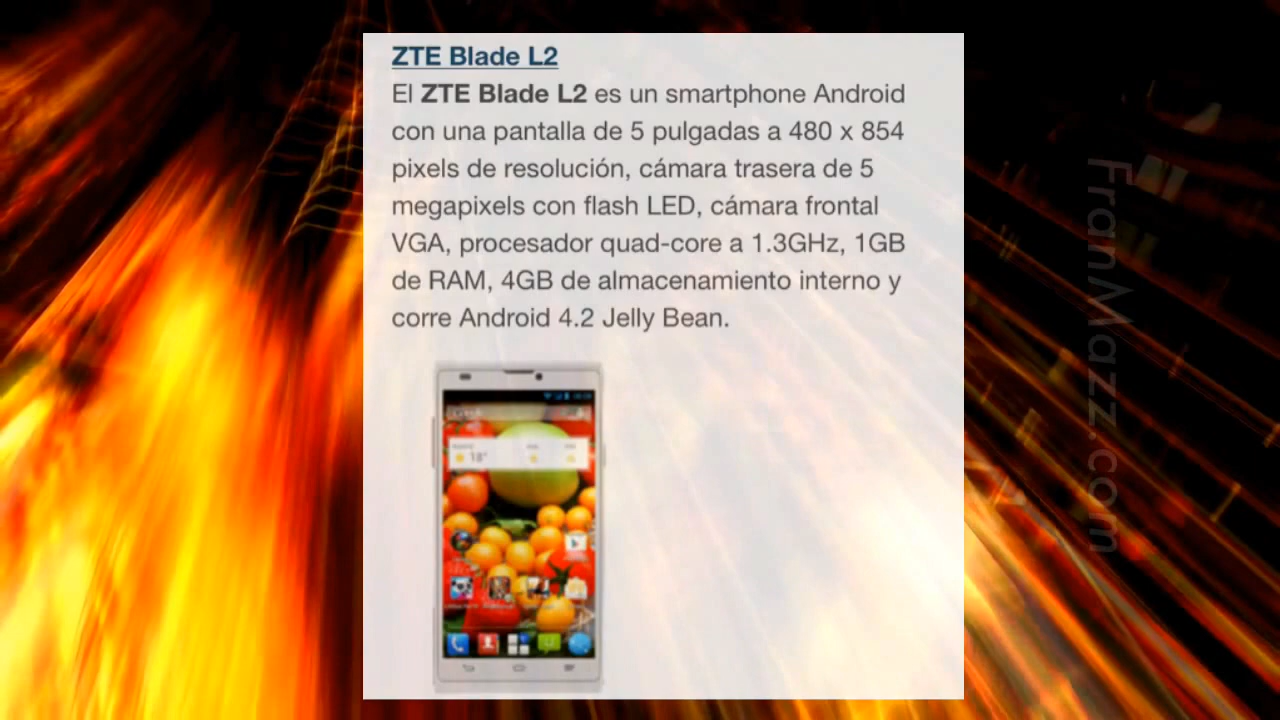 ZTE Blade L2
El ZTE Blade L2 es un smartphone Android
con una pantalla de 5 pulgadas a 480 x 854
pixels de resolución, cámara trasera de 5
megapixels con flash LED, cámara frontal
VGA, procesador quad-core a 1.3GHz, 1GB
de RAM, 4GB de almacenamiento interno y
corre Android 4.2 Jelly Bean.
18°
FranMazz.com